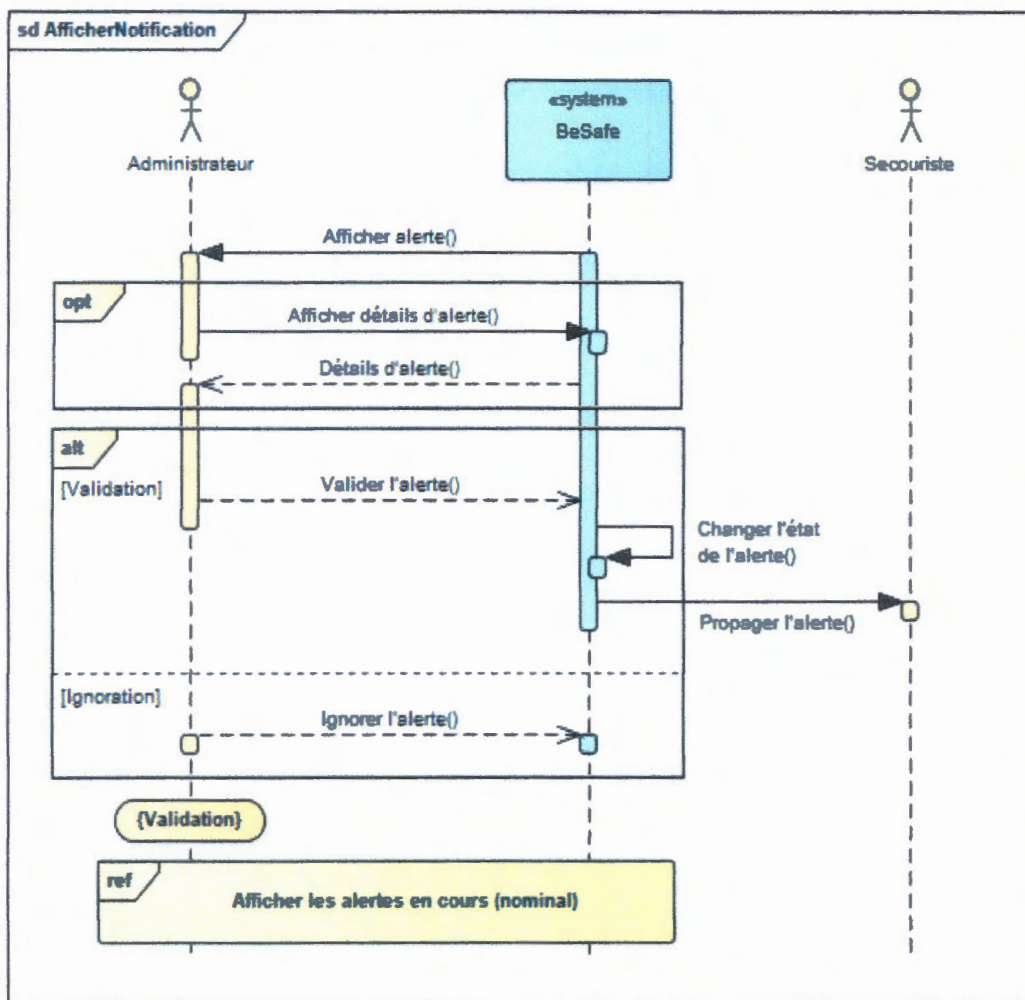 sd AfficherNotification
«system»
BeSafe
Administrateur
Secouriste
Afficher alerte()
opt
Afficher détails d'alerte()
Détails d'alerte()
alt
[Validation]
Valider l'alerte()
Changer l'état
de l'alerte()
Propager l'alerte()
[Ignoration]
Ignorer l'alerte()
{Validation}
ref
Afficher les alertes en cours (nominal)